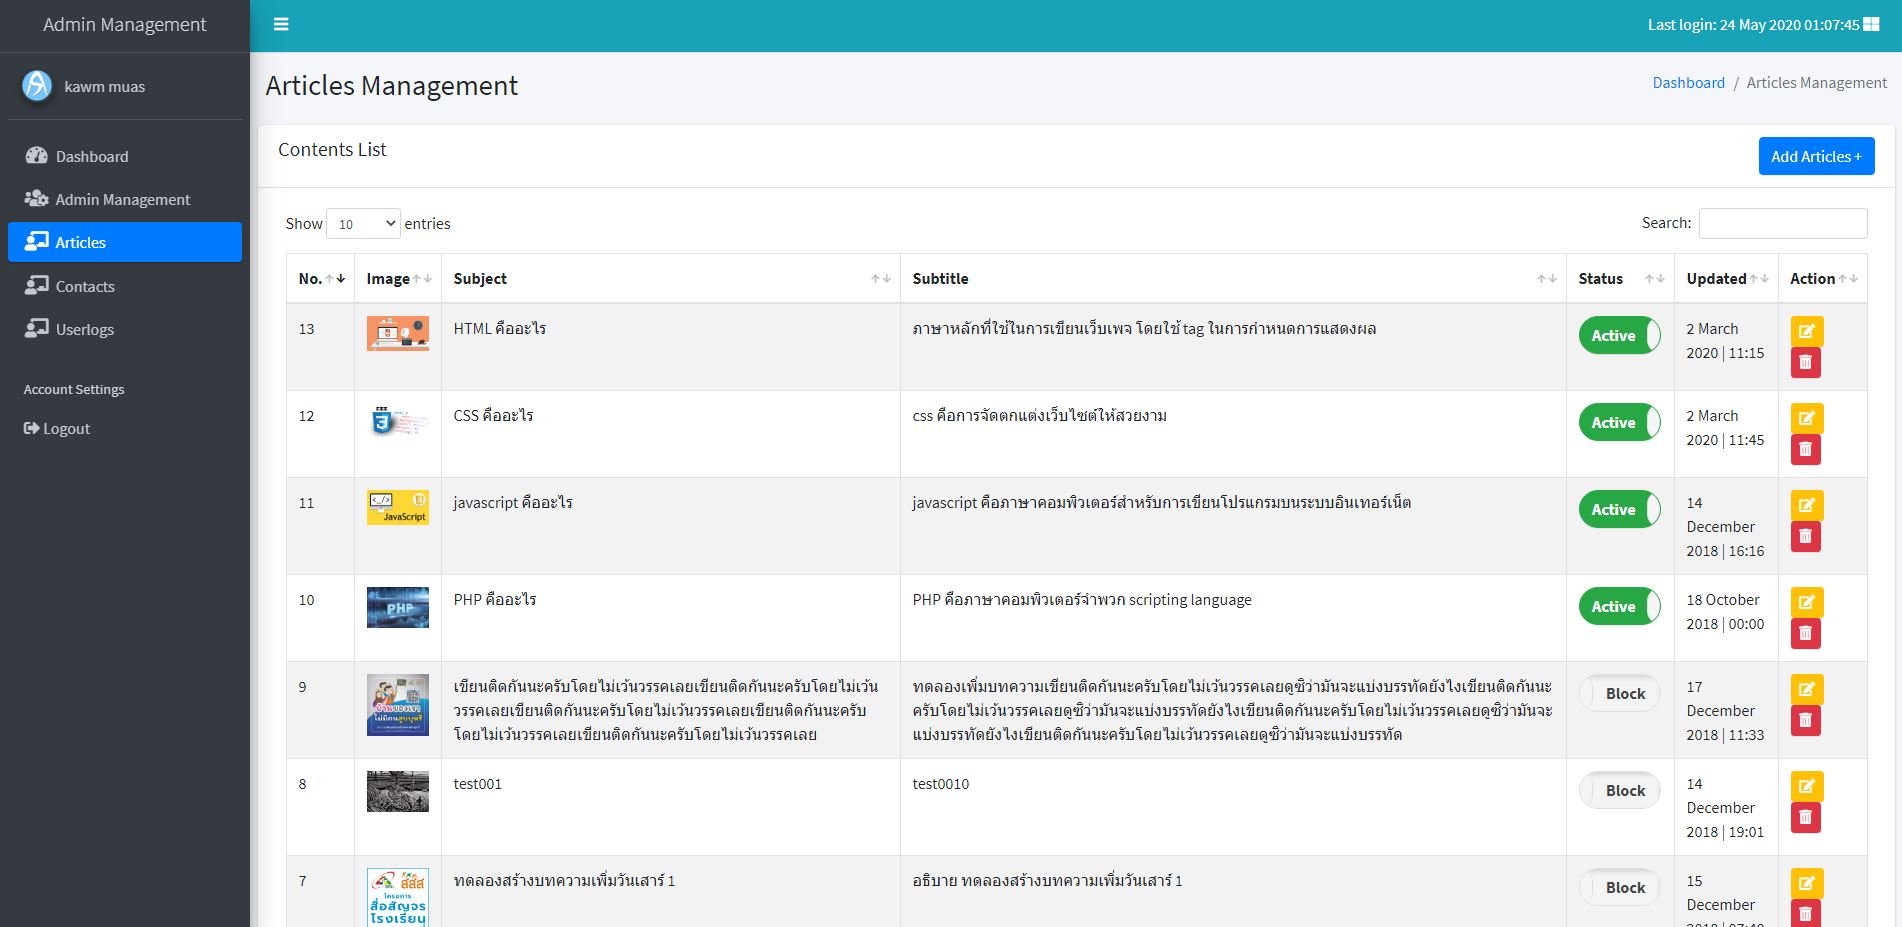 Admin Management
Last login: 24 May 2020 01:07:45
kawm muas
Articles Management
Dashboard / Articles Management
Dashboard
Admin Management
Articles
Contacts
Userlogs
Account Settings
Logout
Contents List
Add Articles +
Show 10 entries
Search:
No. Image Subject Subtitle Status Updated Action
13
HTML คืออะไร
ภาษาหลักที่ใช้ในการเขียนเว็บเพจ โดยใช้ tag ในการกำหนดการแสดงผล
Active
2 March
2020 | 11:15
12
CSS คืออะไร
css คือการจัดตกแต่งเว็บไซต์ให้สวยงาม
Active
2 March
2020 | 11:45
11
JavaScript
javascript คืออะไร
javascript คือภาษาคอมพิวเตอร์สำหรับการเขียนโปรแกรมบนระบบอินเทอร์เน็ต
Active
14
December
2018 | 16:16
10
PHP
PHP คืออะไร
PHP คือภาษาคอมพิวเตอร์จำพวก scripting language
Active
18 October
2018 | 00:00
9
บ้านของเรา
ไม่มีคนสูบบุหรี่
เขียนติดกันนะครับโดยไม่เว้นวรรคเลยเขียนติดกันนะครับโดยไม่เว้น
วรรคเลยเขียนติดกันนะครับโดยไม่เว้นวรรคเลยเขียนติดกันนะครับ
โดยไม่เว้นวรรคเลยเขียนติดกันนะครับโดยไม่เว้นวรรคเลย
ทดลองเพิ่มบทความเขียนติดกันนะครับโดยไม่เว้นวรรคเลยดูซิว่ามันจะแบ่งบรรทัดยังไงเขียนติดกันนะ
ครับโดยไม่เว้นวรรคเลยดูซิว่ามันจะแบ่งบรรทัดยังไงเขียนติดกันนะครับโดยไม่เว้นวรรคเลยดูซิว่ามันจะ
แบ่งบรรทัดยังไงเขียนติดกันนะครับโดยไม่เว้นวรรคเลยดูซิว่ามันจะแบ่งบรรทัด
Block
17
December
2018 | 11:33
8
test001
test0010
Block
14
December
2018 | 19:01
7
สสส
โครงการ
สื่อสัญจร
โรงเรียน
ทดลองสร้างบทความเพิ่มวันเสาร์ 1
อธิบาย ทดลองสร้างบทความเพิ่มวันเสาร์ 1
Block
15
December